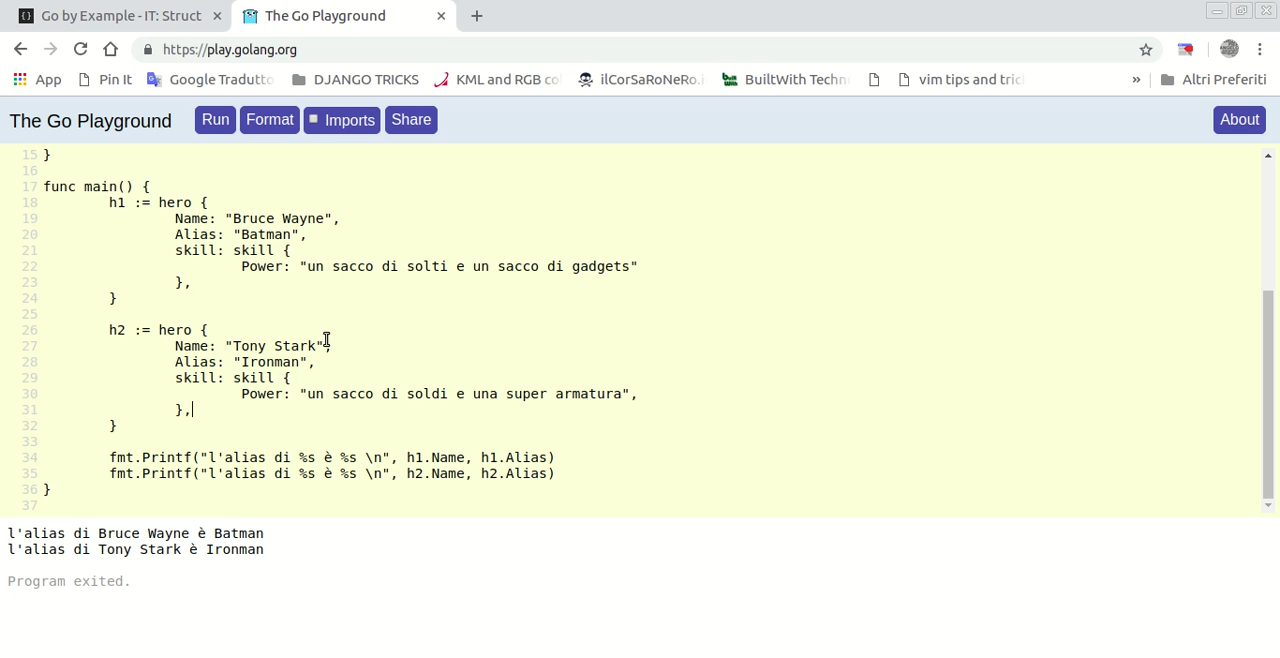 Go by Example - IT: Struct
The Go Playground
https://play.golang.org
App
Pin It
Google Tradutto
DJANGO TRICKS
KML and RGB co
ilCorSaRoNeRo.i
BuiltWith Techn
vim tips and tric
»
Altri Preferiti
The Go Playground
Run
Format
Imports
Share
About
15 }
16
17 func main() {
18 h1 := hero {
19 Name: "Bruce Wayne",
20 Alias: "Batman",
21 skill: skill {
22 Power: "un sacco di solti e un sacco di gadgets"
23 },
24 }
25
26 h2 := hero {
27 Name: "Tony Stark",
28 Alias: "Ironman",
29 skill: skill {
30 Power: "un sacco di soldi e una super armatura",
31 },
32 }
33
34 fmt.Printf("l'alias di %s è %s \n", h1.Name, h1.Alias)
35 fmt.Printf("l'alias di %s è %s \n", h2.Name, h2.Alias)
36 }
37
l'alias di Bruce Wayne è Batman
l'alias di Tony Stark è Ironman
Program exited.